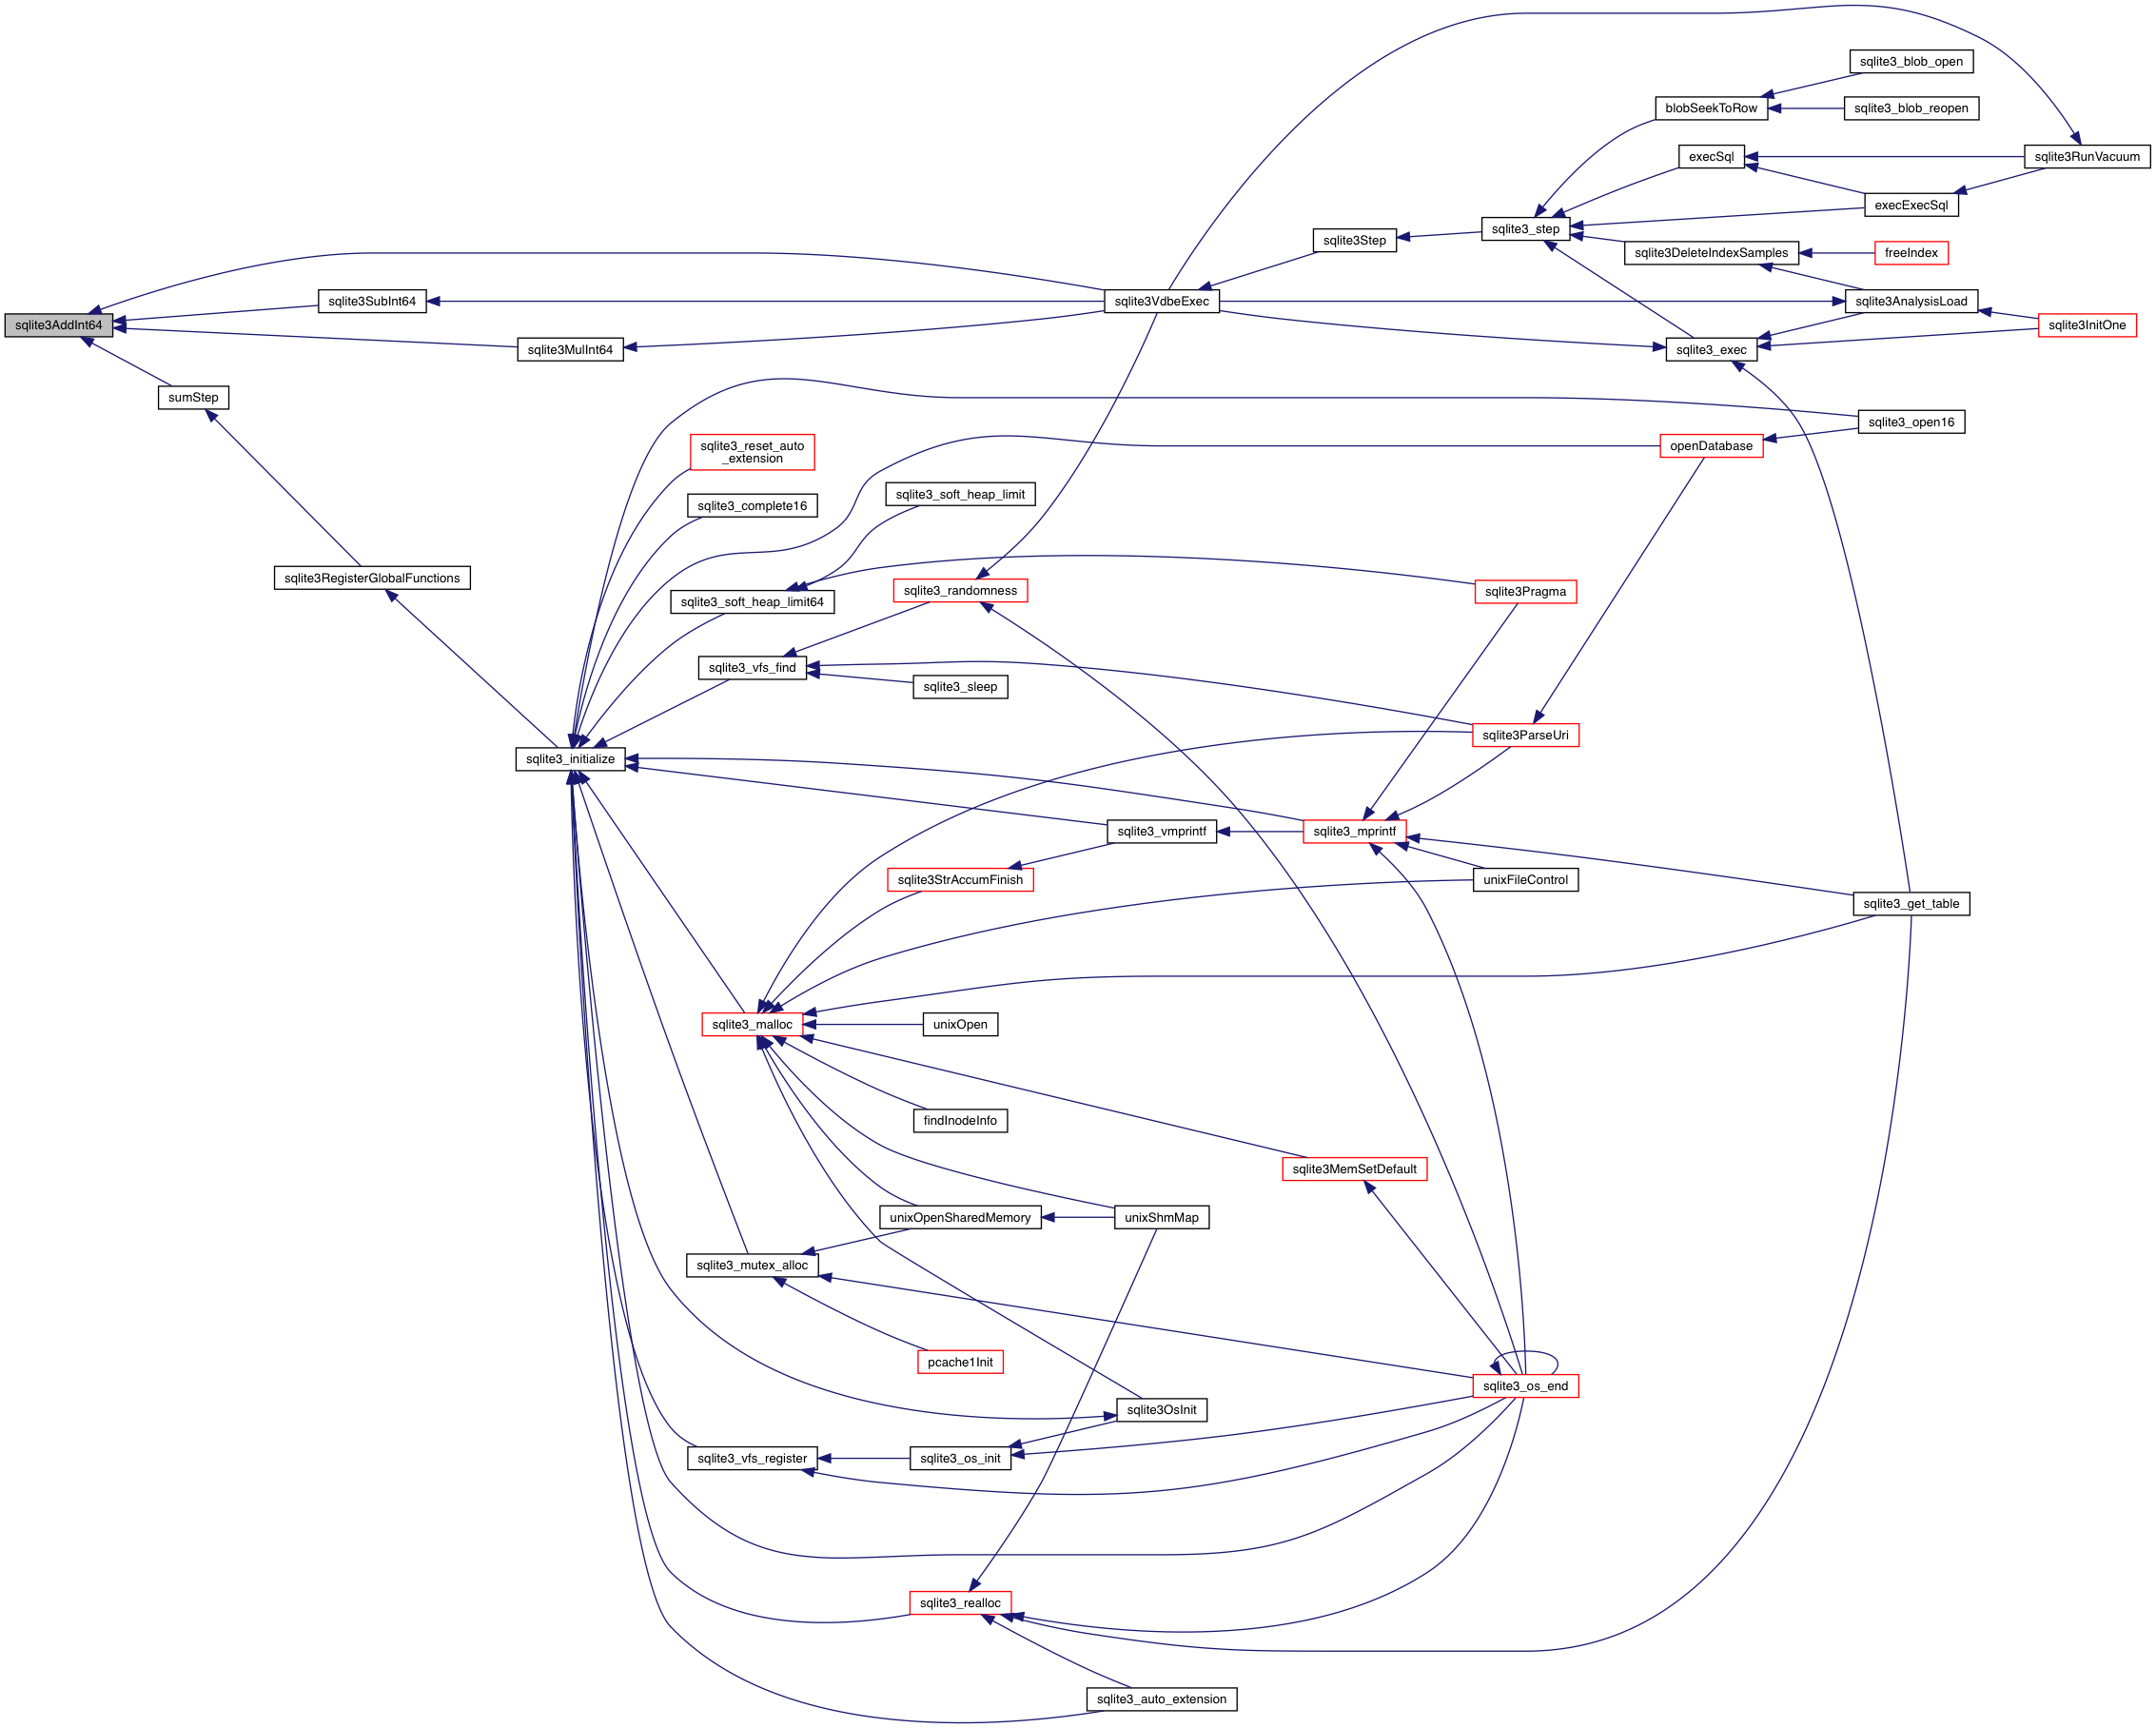 sqlite3_blob_open
blobSeekToRow
sqlite3_blob_reopen
execSql
sqlite3RunVacuum
execExecSql
sqlite3_step
sqlite3Step
sqlite3DeleteIndexSamples
freeIndex
sqlite3SubInt64
sqlite3VdbeExec
sqlite3AnalysisLoad
sqlite3AddInt64
sqlite3InitOne
sqlite3MulInt64
sqlite3_exec
sumStep
sqlite3_open16
sqlite3_reset_auto
_extension
openDatabase
sqlite3_soft_heap_limit
sqlite3_complete16
sqlite3RegisterGlobalFunctions
sqlite3_soft_heap_limit64
sqlite3_randomness
sqlite3Pragma
sqlite3_vfs_find
sqlite3_sleep
sqlite3ParseUri
sqlite3_initialize
sqlite3_vmprintf
sqlite3_mprintf
sqlite3StrAccumFinish
unixFileControl
sqlite3_get_table
sqlite3_malloc
unixOpen
findInodeInfo
sqlite3MemSetDefault
unixOpenSharedMemory
unixShmMap
sqlite3_mutex_alloc
pcache1Init
sqlite3_os_end
sqlite3OsInit
sqlite3_vfs_register
sqlite3_os_init
sqlite3_realloc
sqlite3_auto_extension